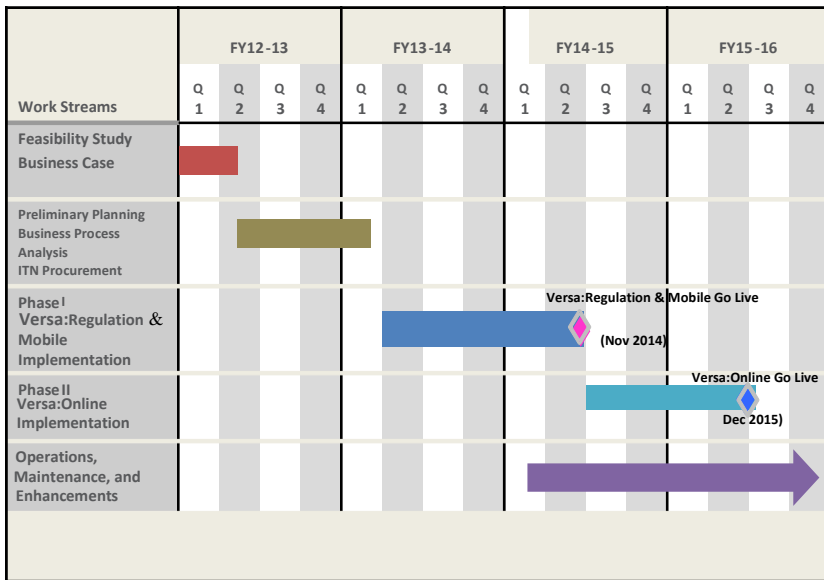 FY12-13 FY13-14 FY14-15 FY15-16
Q Q Q Q Q Q Q Q Q Q Q Q Q Q Q Q
Work Streams 1 2 3 4 1 2 3 4 1 2 3 4 1 2 3 4
Feasibility Study
Business Case
Preliminary Planning
Business Process
Analysis
ITN Procurement
Phase I
Versa:Regulation &
Mobile
Implementation
Versa:Regulation & Mobile Go Live
(Nov 2014)
Phase II
Versa:Online
Implementation
Versa:Online Go Live
Dec 2015)
Operations,
Maintenance, and
Enhancements